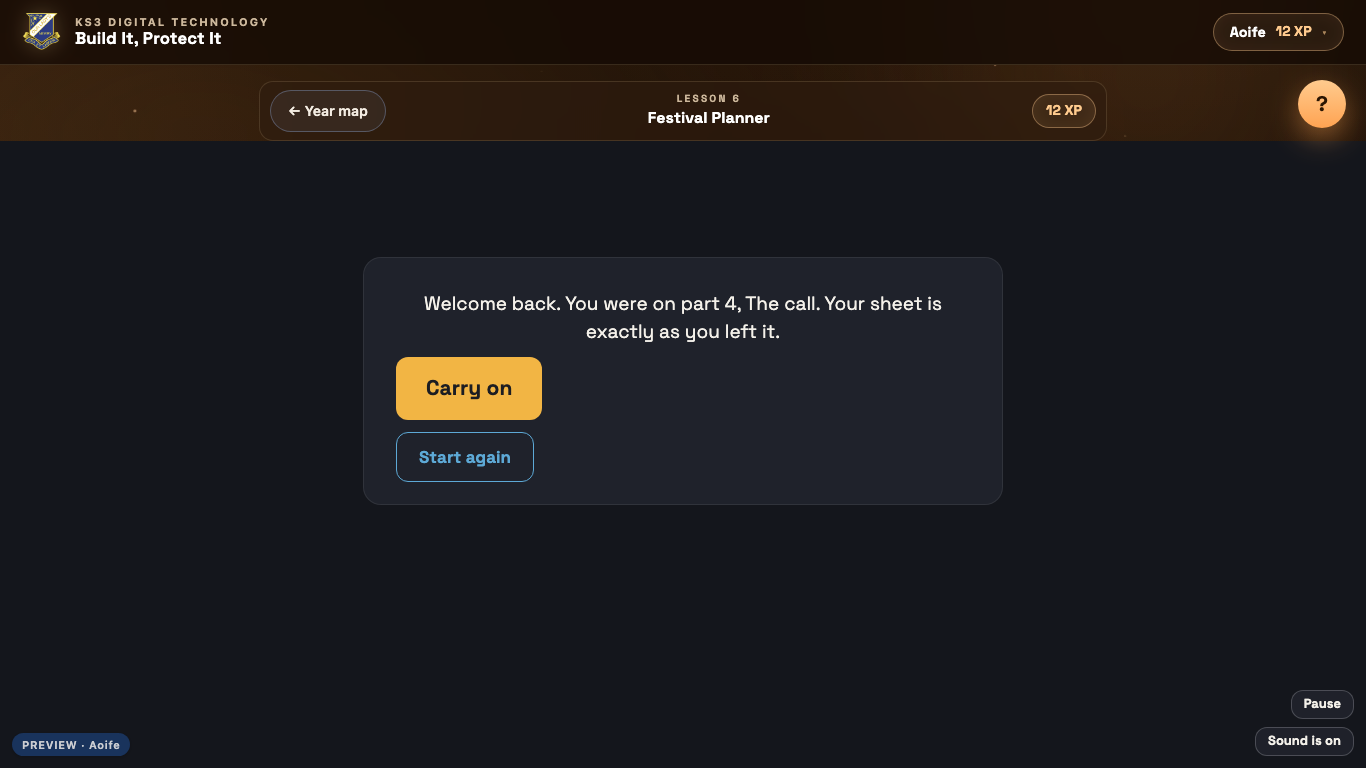 KS3 DIGITAL TECHNOLOGY
Build It, Protect It
Aoife 12 XP
← Year map
LESSON 6
Festival Planner
12 XP
?
Welcome back. You were on part 4, The call. Your sheet is
exactly as you left it.
Carry on
Start again
Pause
Sound is on
PREVIEW · Aoife